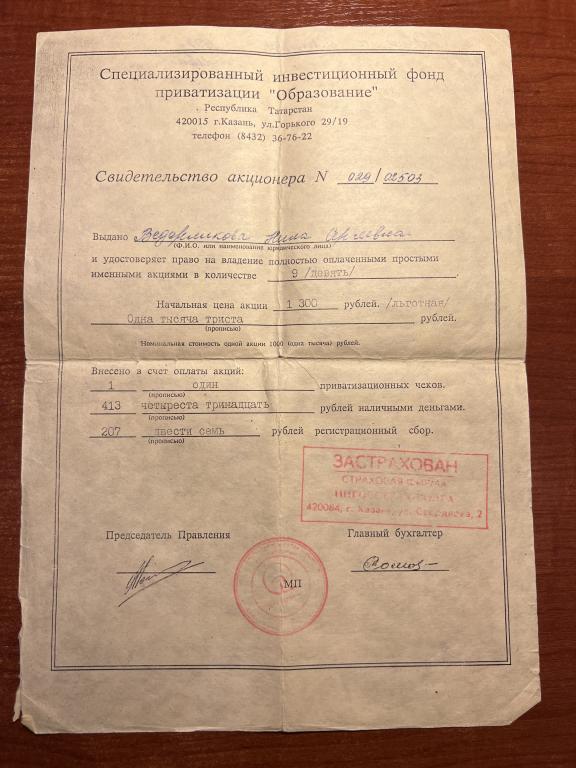 Специализированный инвестиционный фонд
приватизации "Образование"
Республика Татарстан
420015 г.Казань, ул.Горького 29/19
телефон (8432) 36-76-22
Свидетельство акционера N 029/02503
Выдано Нина
(Ф.И.О. или наименование юридического лица)
и удостоверяет право на владение полностью оплаченными простыми
именными акциями в количестве 9 /девять/.
Начальная цена акции 1 300 рублей. /льготная/
Одна тысяча триста рублей.
(прописью)
Номинальная стоимость одной акции 1000 (одна тысяча) рублей.
Внесено в счет оплаты акций:
1 один приватизационных чеков.
(прописью)
413 четыреста тринадцать рублей наличными деньгами.
(прописью)
207 двести семь рублей регистрационный сбор.
(прописью)
ЗАСТРАХОВАН
СТРАХОВАЯ ФИРМА
420084, г. Казань, ул. 2
Председатель Правления Главный бухгалтер
МП